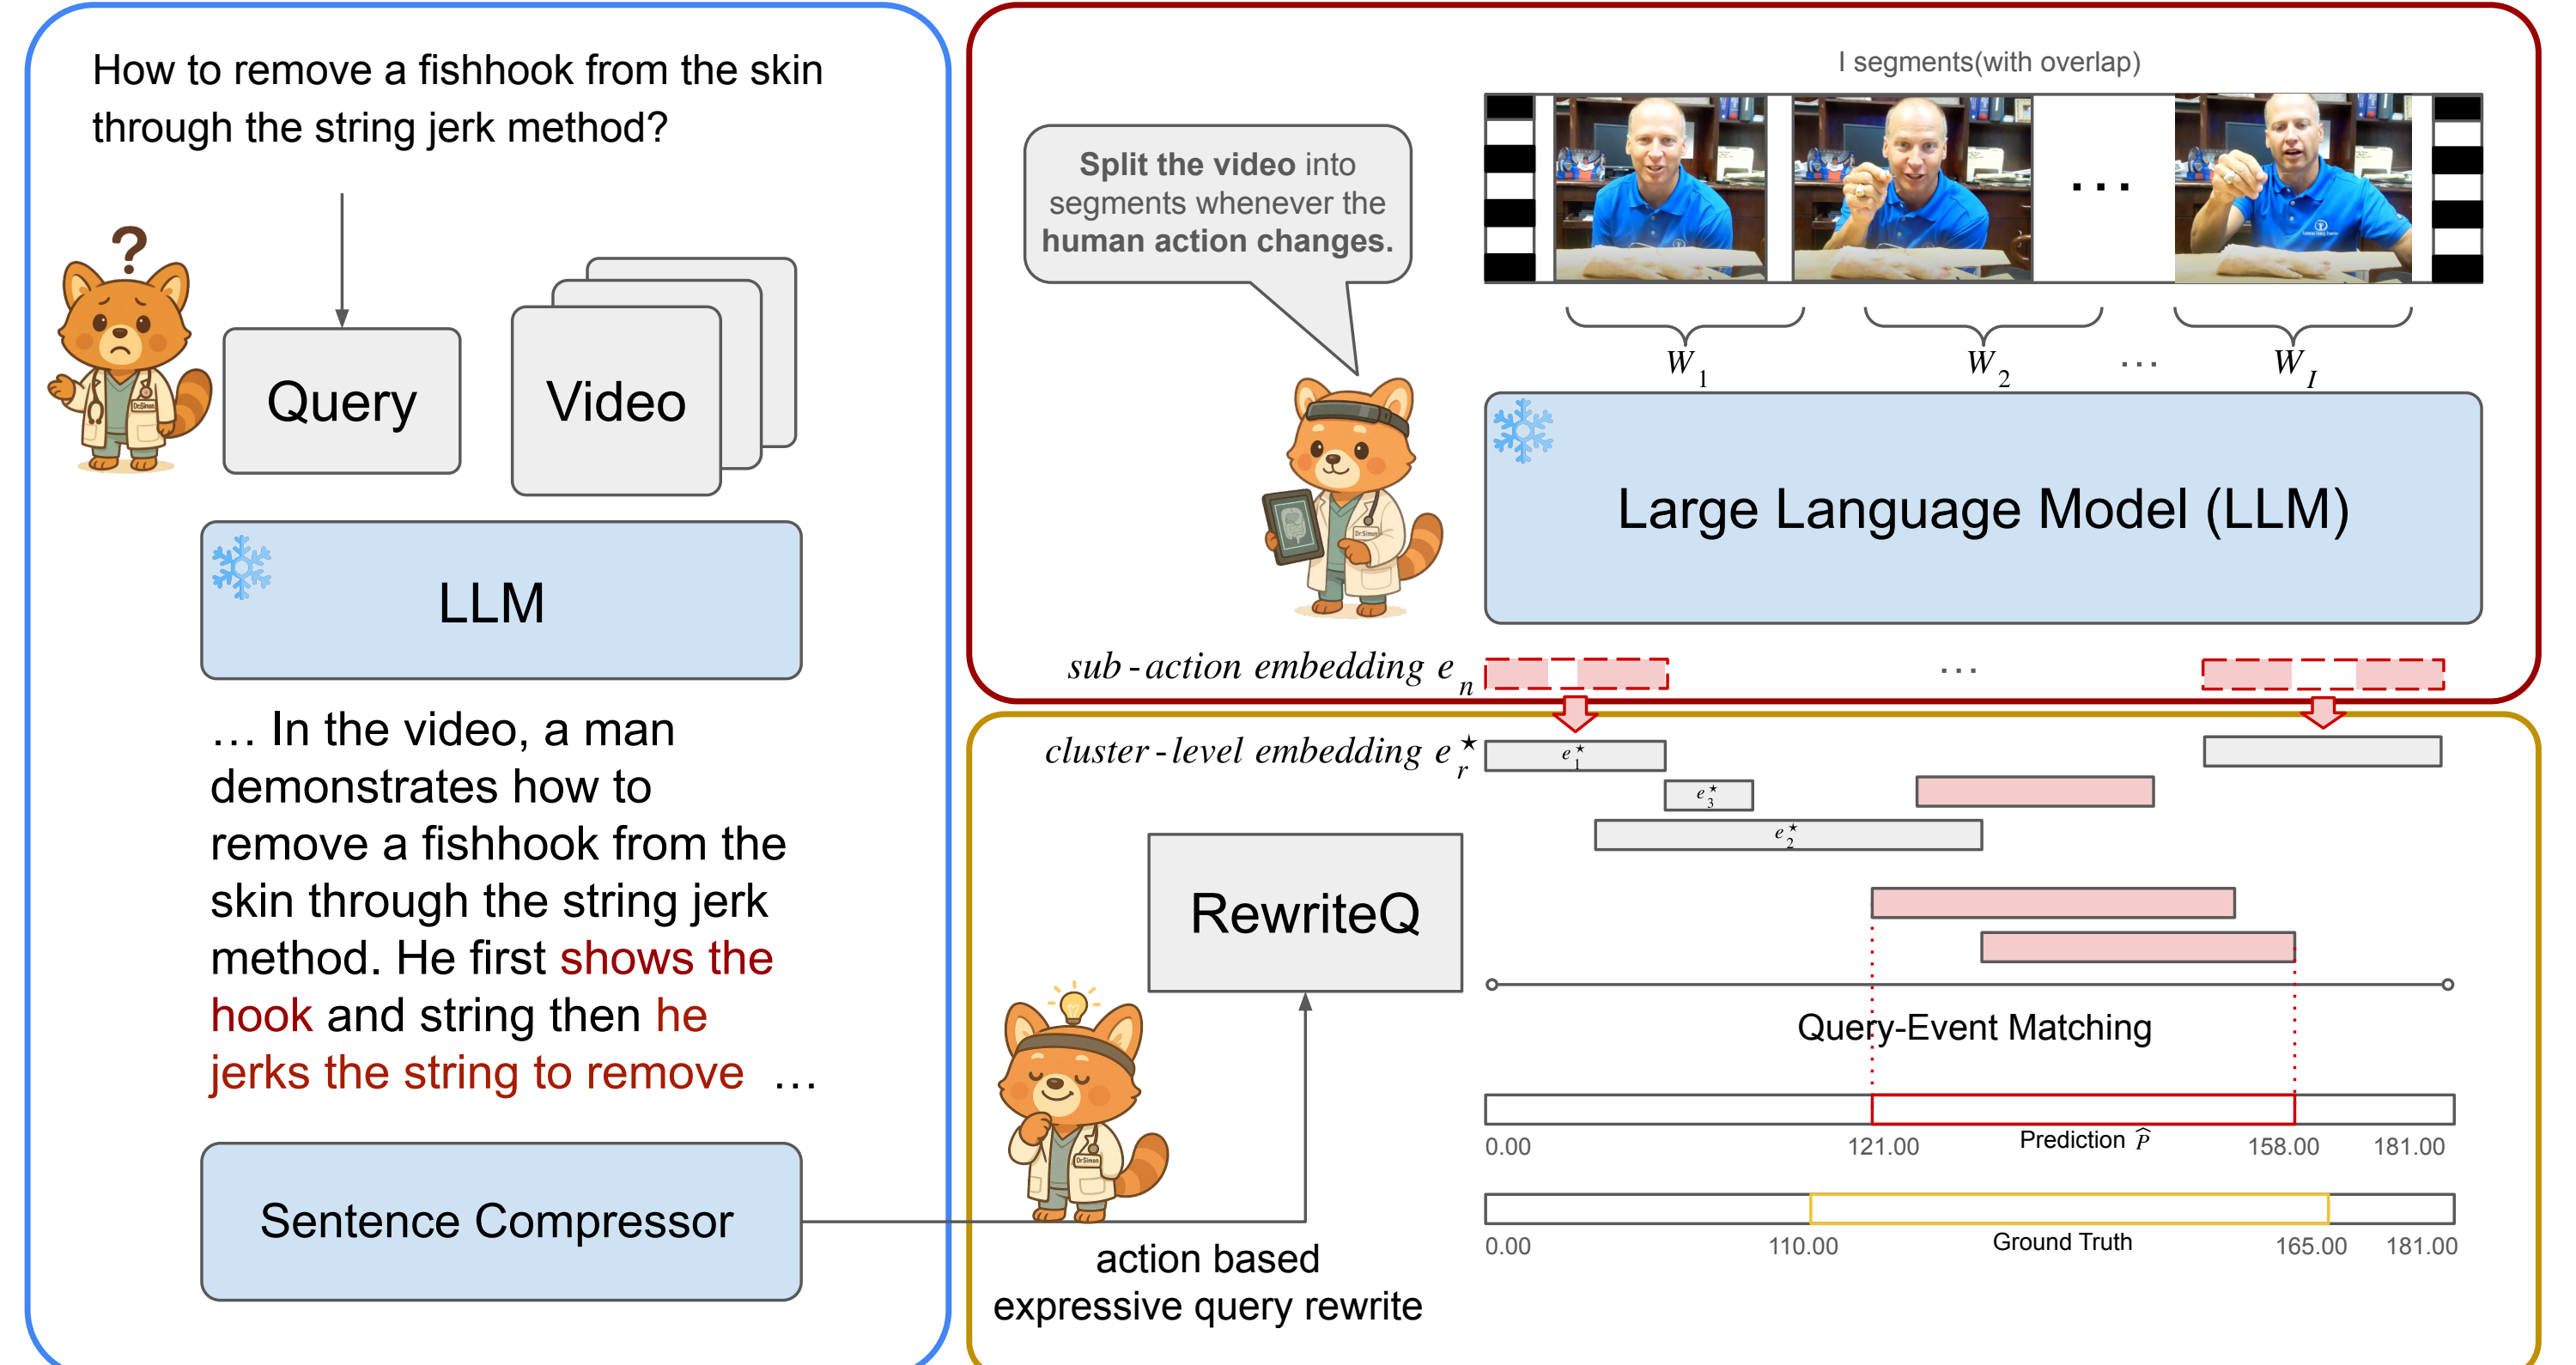 How to remove a fishhook from the skin
through the string jerk method?
?
Query
Video
LLM
… In the video, a man
demonstrates how to
remove a fishhook from the
skin through the string jerk
method. He first shows the
hook and string then he
jerks the string to remove …
Sentence Compressor
I segments(with overlap)
Split the video into
segments whenever the
human action changes.
...
W1 W2 ... WI
Large Language Model (LLM)
sub-action embedding en ...
cluster-level embedding e★r
e★1
e★3
e★2
RewriteQ
Query-Event Matching
Prediction P̂
0.00 121.00 158.00 181.00
Ground Truth
0.00 110.00 165.00 181.00
action based
expressive query rewrite
Dr.Simon
Dr.Simon
DrSimon